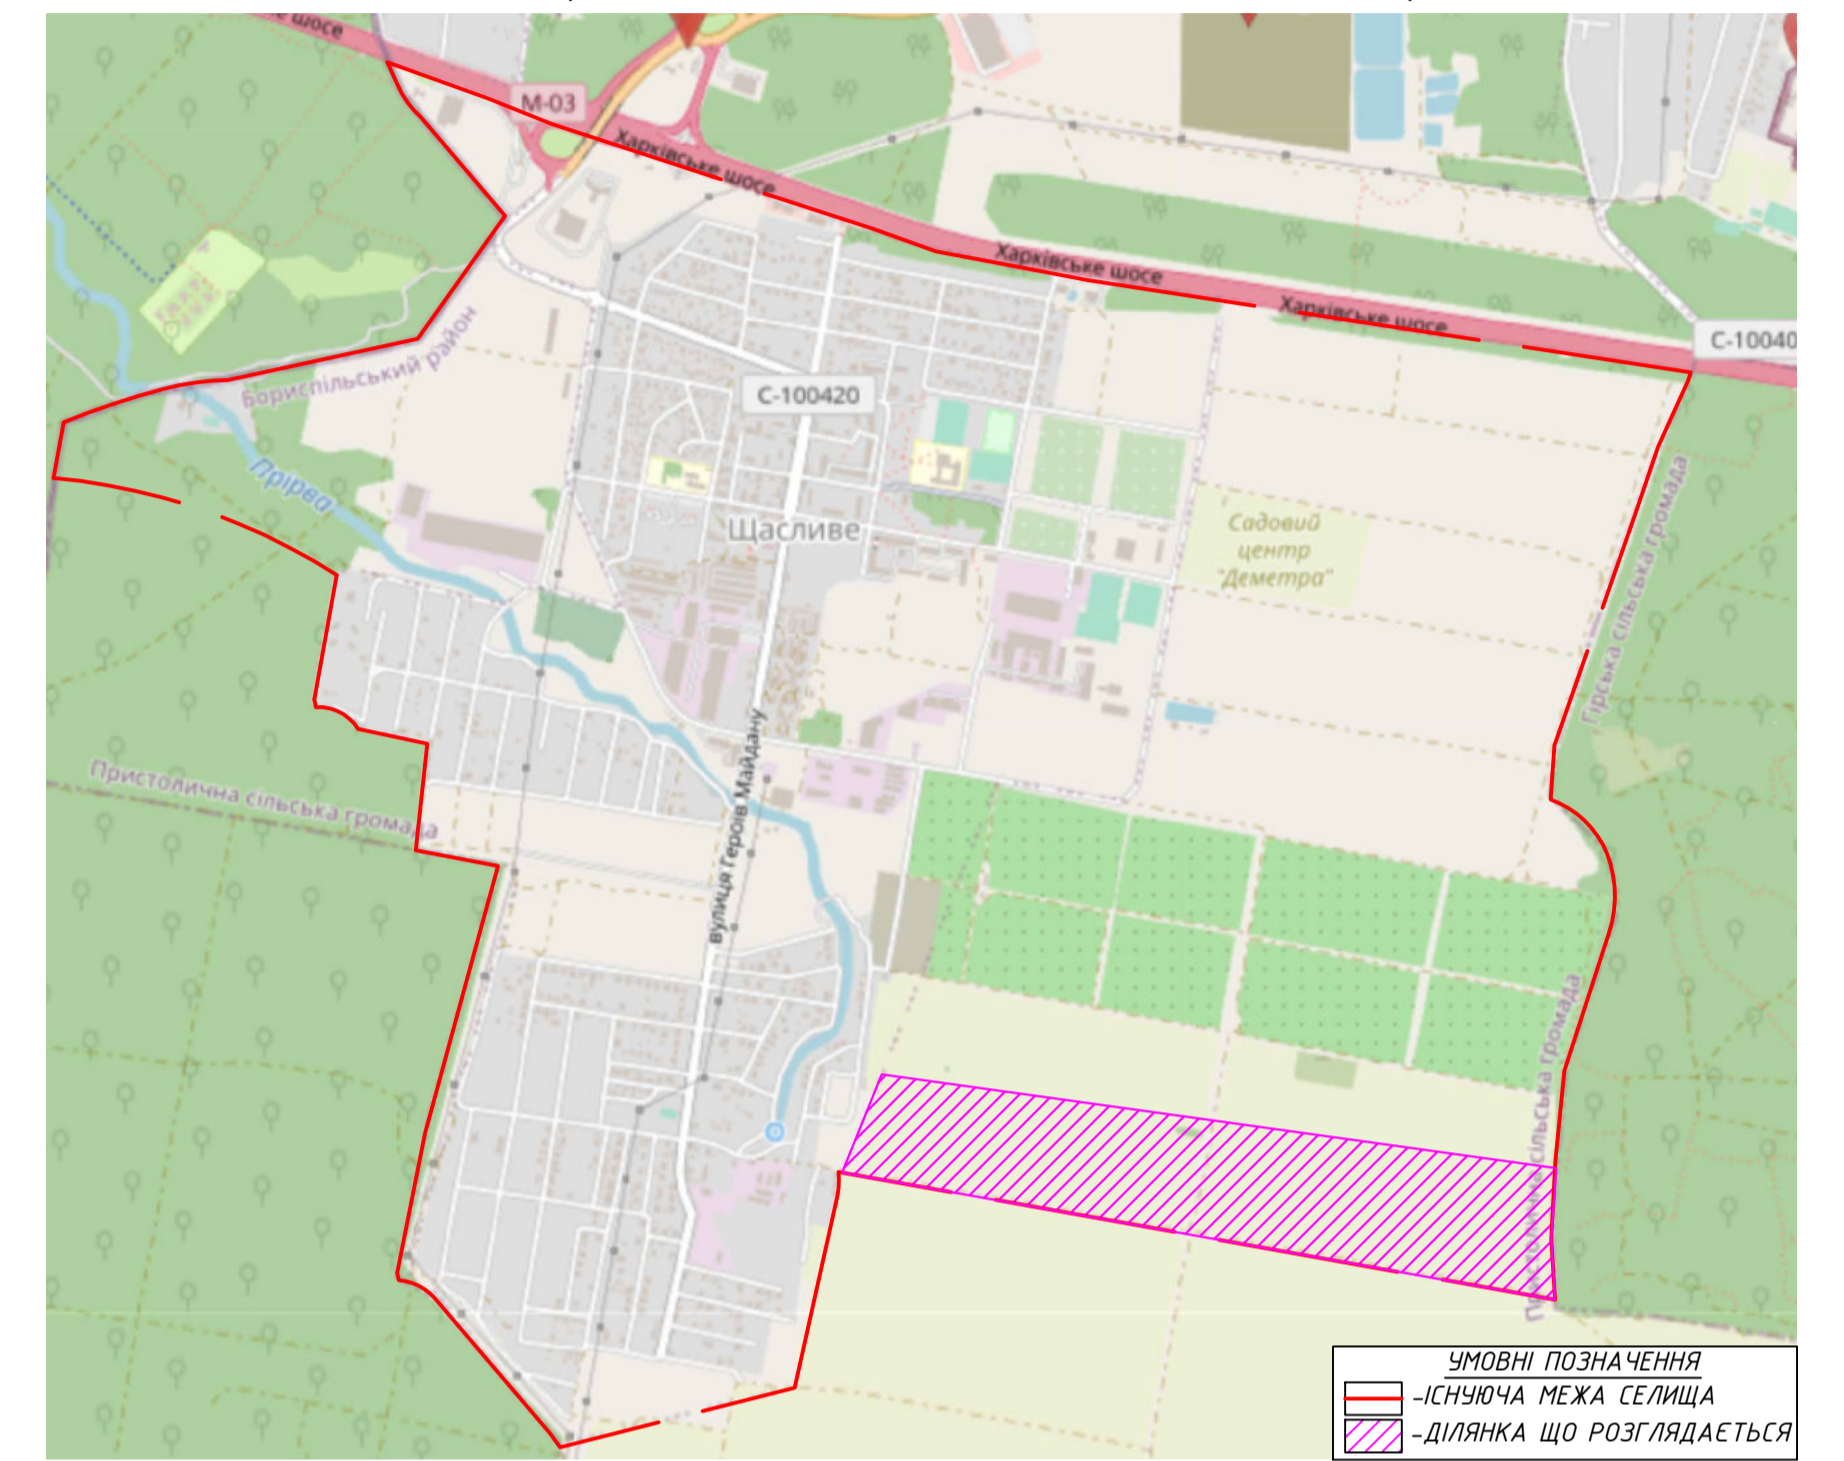 е шосе
М-03
Харківське шосе
Харківське шосе
Харківське шосе
С-10040
Бориспільський район
С-100420
Прірва
Щасливе
Садовий
центр
"Деметра"
Гірська сільська громада
вулиця Героїв Майдану
Пристолична сільська громада
Пристолична сільська громада
УМОВНІ ПОЗНАЧЕННЯ
-ІСНУЮЧА МЕЖА СЕЛИЩА
-ДІЛЯНКА ЩО РОЗГЛЯДАЄТЬСЯ